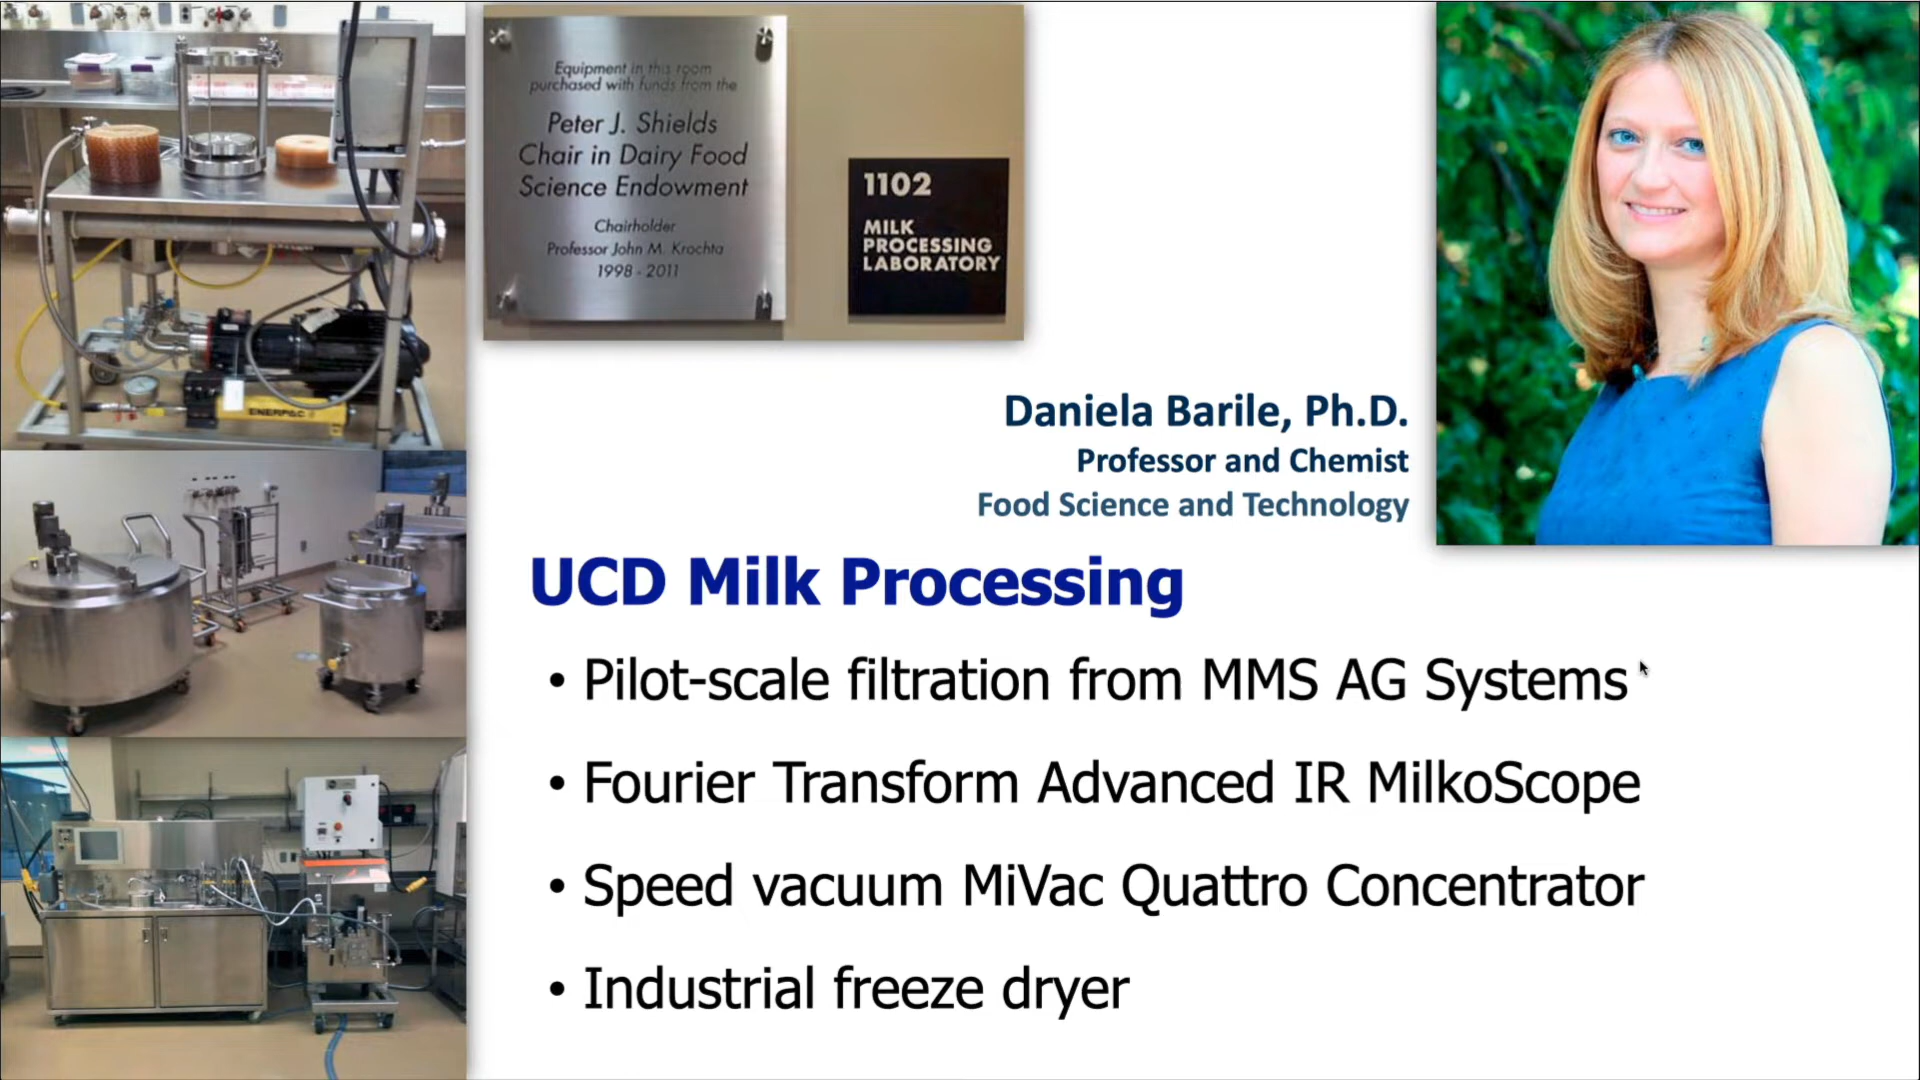 Equipment in this room
purchased with funds from the
Peter J. Shields
Chair in Dairy Food
Science Endowment
Chairholder
Professor John M. Krochta
1998 - 2011
1102
MILK
PROCESSING
LABORATORY
ENERPAC
Daniela Barile, Ph.D.
Professor and Chemist
Food Science and Technology
UCD Milk Processing
• Pilot-scale filtration from MMS AG Systems
• Fourier Transform Advanced IR MilkoScope
• Speed vacuum MiVac Quattro Concentrator
• Industrial freeze dryer